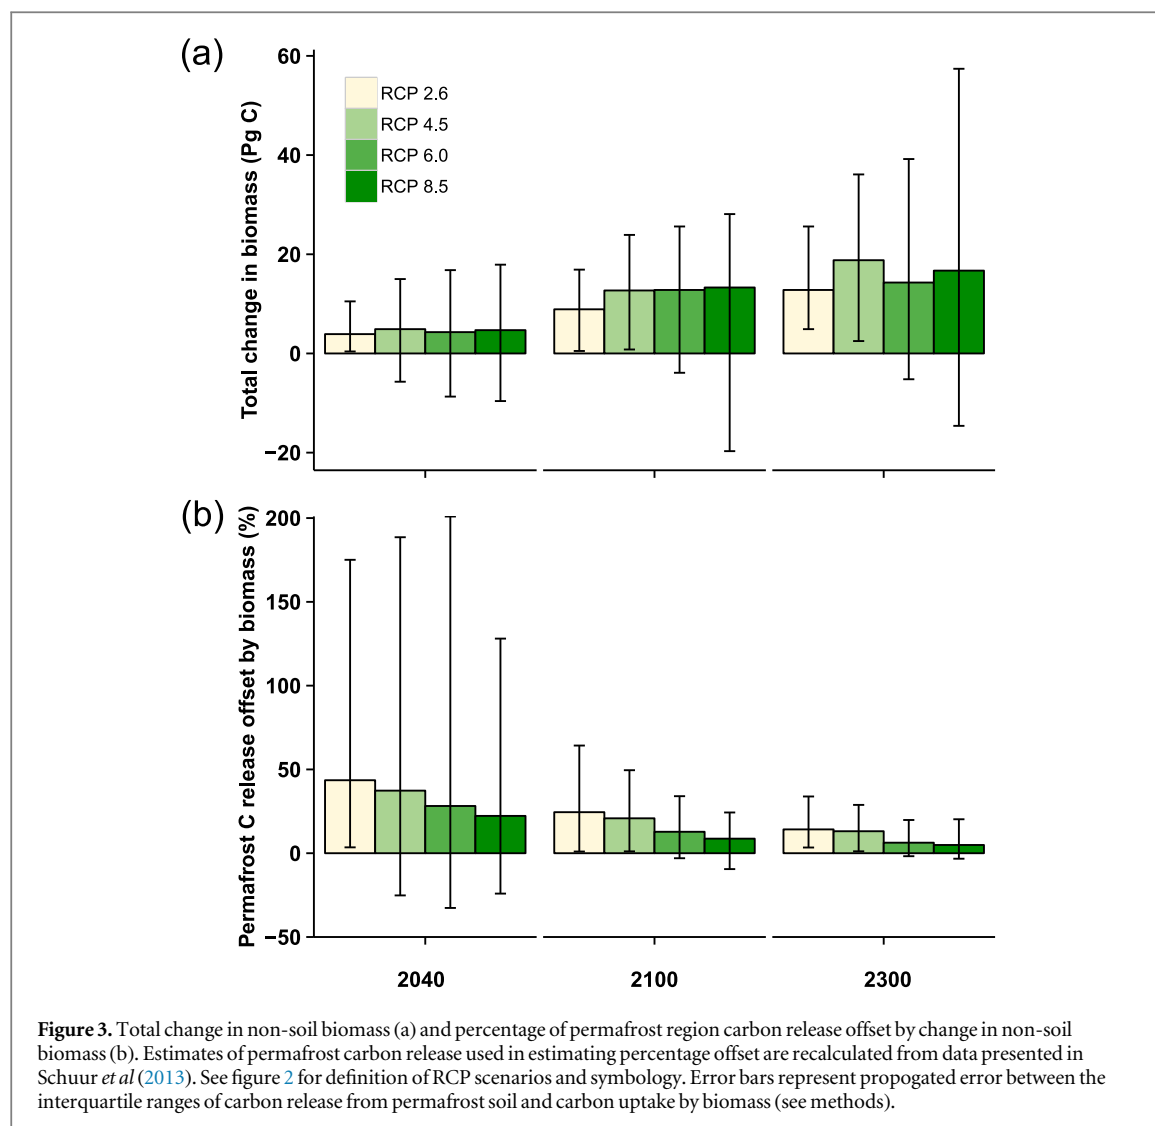 (a)
60
40
20
0
−20
Total change in biomass (Pg C)
RCP 2.6
RCP 4.5
RCP 6.0
RCP 8.5
(b)
200
150
100
50
0
−50
Permafrost C release offset by biomass (%)
2040 2100 2300
Figure 3. Total change in non-soil biomass (a) and percentage of permafrost region carbon release offset by change in non-soil
biomass (b). Estimates of permafrost carbon release used in estimating percentage offset are recalculated from data presented in
Schuur et al (2013). See figure 2 for definition of RCP scenarios and symbology. Error bars represent propogated error between the
interquartile ranges of carbon release from permafrost soil and carbon uptake by biomass (see methods).